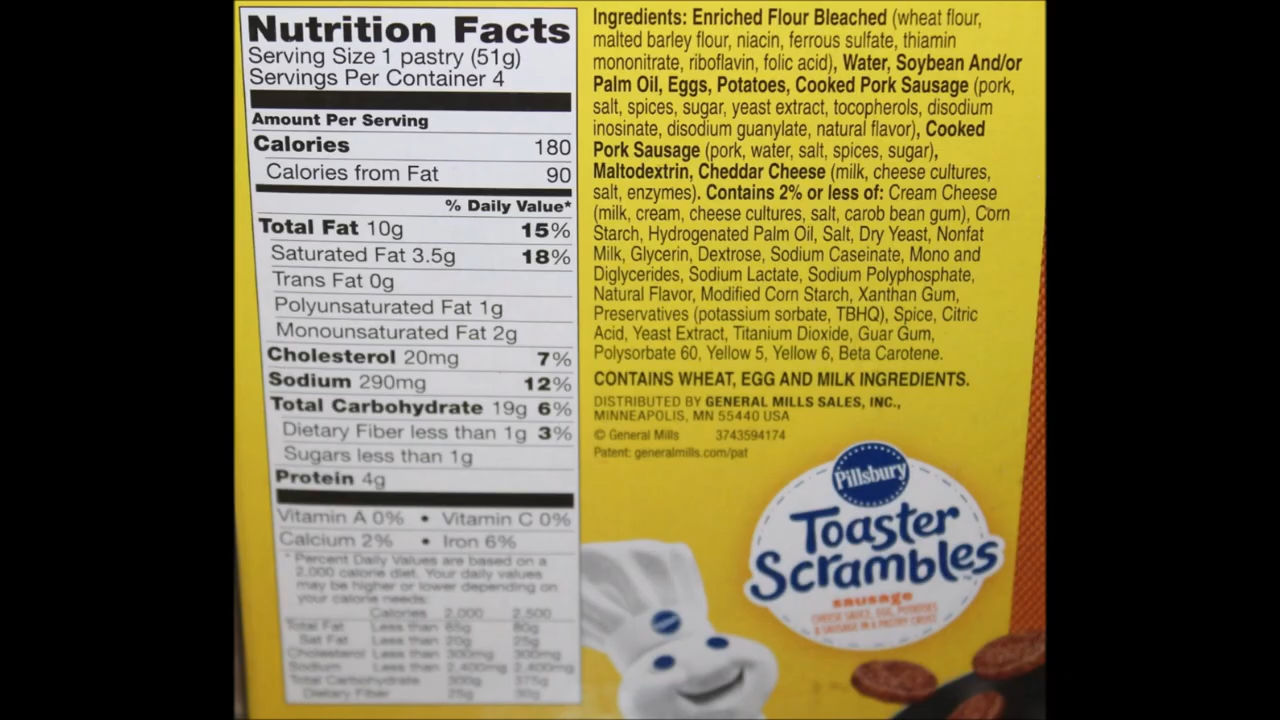 Nutrition Facts
Serving Size 1 pastry (51g)
Servings Per Container 4
Amount Per Serving
Calories 180
Calories from Fat 90
% Daily Value*
Total Fat 10g 15%
Saturated Fat 3.5g 18%
Trans Fat 0g
Polyunsaturated Fat 1g
Monounsaturated Fat 2g
Cholesterol 20mg 7%
Sodium 290mg 12%
Total Carbohydrate 19g 6%
Dietary Fiber less than 1g 3%
Sugars less than 1g
Protein 4g
Vitamin A 0% • Vitamin C 0%
Calcium 2% • Iron 6%
* Percent Daily Values are based on a
2,000 calorie diet. Your daily values
may be higher or lower depending on
your calorie needs:
Calories 2,000 2,500
Total Fat Less than 65g 80g
Sat Fat Less than 20g 25g
Cholesterol Less than 300mg 300mg
Sodium Less than 2,400mg 2,400mg
Total Carbohydrate 300g 375g
Dietary Fiber 25g 30g
Ingredients: Enriched Flour Bleached (wheat flour,
malted barley flour, niacin, ferrous sulfate, thiamin
mononitrate, riboflavin, folic acid), Water, Soybean And/or
Palm Oil, Eggs, Potatoes, Cooked Pork Sausage (pork,
salt, spices, sugar, yeast extract, tocopherols, disodium
inosinate, disodium guanylate, natural flavor), Cooked
Pork Sausage (pork, water, salt, spices, sugar),
Maltodextrin, Cheddar Cheese (milk, cheese cultures,
salt, enzymes). Contains 2% or less of: Cream Cheese
(milk, cream, cheese cultures, salt, carob bean gum), Corn
Starch, Hydrogenated Palm Oil, Salt, Dry Yeast, Nonfat
Milk, Glycerin, Dextrose, Sodium Caseinate, Mono and
Diglycerides, Sodium Lactate, Sodium Polyphosphate,
Natural Flavor, Modified Corn Starch, Xanthan Gum,
Preservatives (potassium sorbate, TBHQ), Spice, Citric
Acid, Yeast Extract, Titanium Dioxide, Guar Gum,
Polysorbate 60, Yellow 5, Yellow 6, Beta Carotene.
CONTAINS WHEAT, EGG AND MILK INGREDIENTS.
DISTRIBUTED BY GENERAL MILLS SALES, INC.,
MINNEAPOLIS, MN 55440 USA
© General Mills 3743594174
Patent: generalmills.com/pat
Pillsbury
Toaster
Scrambles
sausage
CHEESE SAUCE, EGG, POTATOES
& SAUSAGE IN A PASTRY CRUST